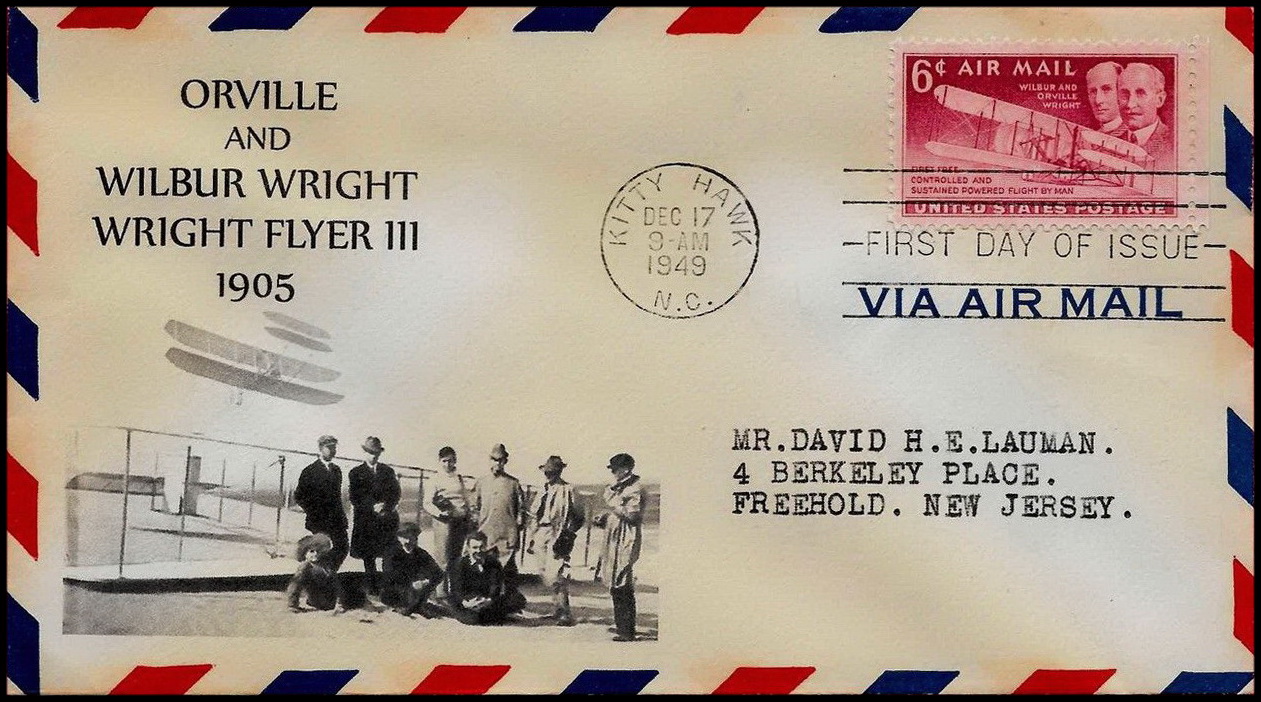 ORVILLE
AND
WILBUR WRIGHT
WRIGHT FLYER III
1905
KITTY HAWK
DEC 17
9-AM
1949
N.C.
6¢ AIR MAIL
WILBUR AND
ORVILLE
WRIGHT
FIRST FREE
CONTROLLED AND
SUSTAINED POWERED FLIGHT BY MAN
UNITED STATES POSTAGE
FIRST DAY OF ISSUE
VIA AIR MAIL
MR.DAVID H.E.LAUMAN.
4 BERKELEY PLACE.
FREEHOLD. NEW JERSEY.